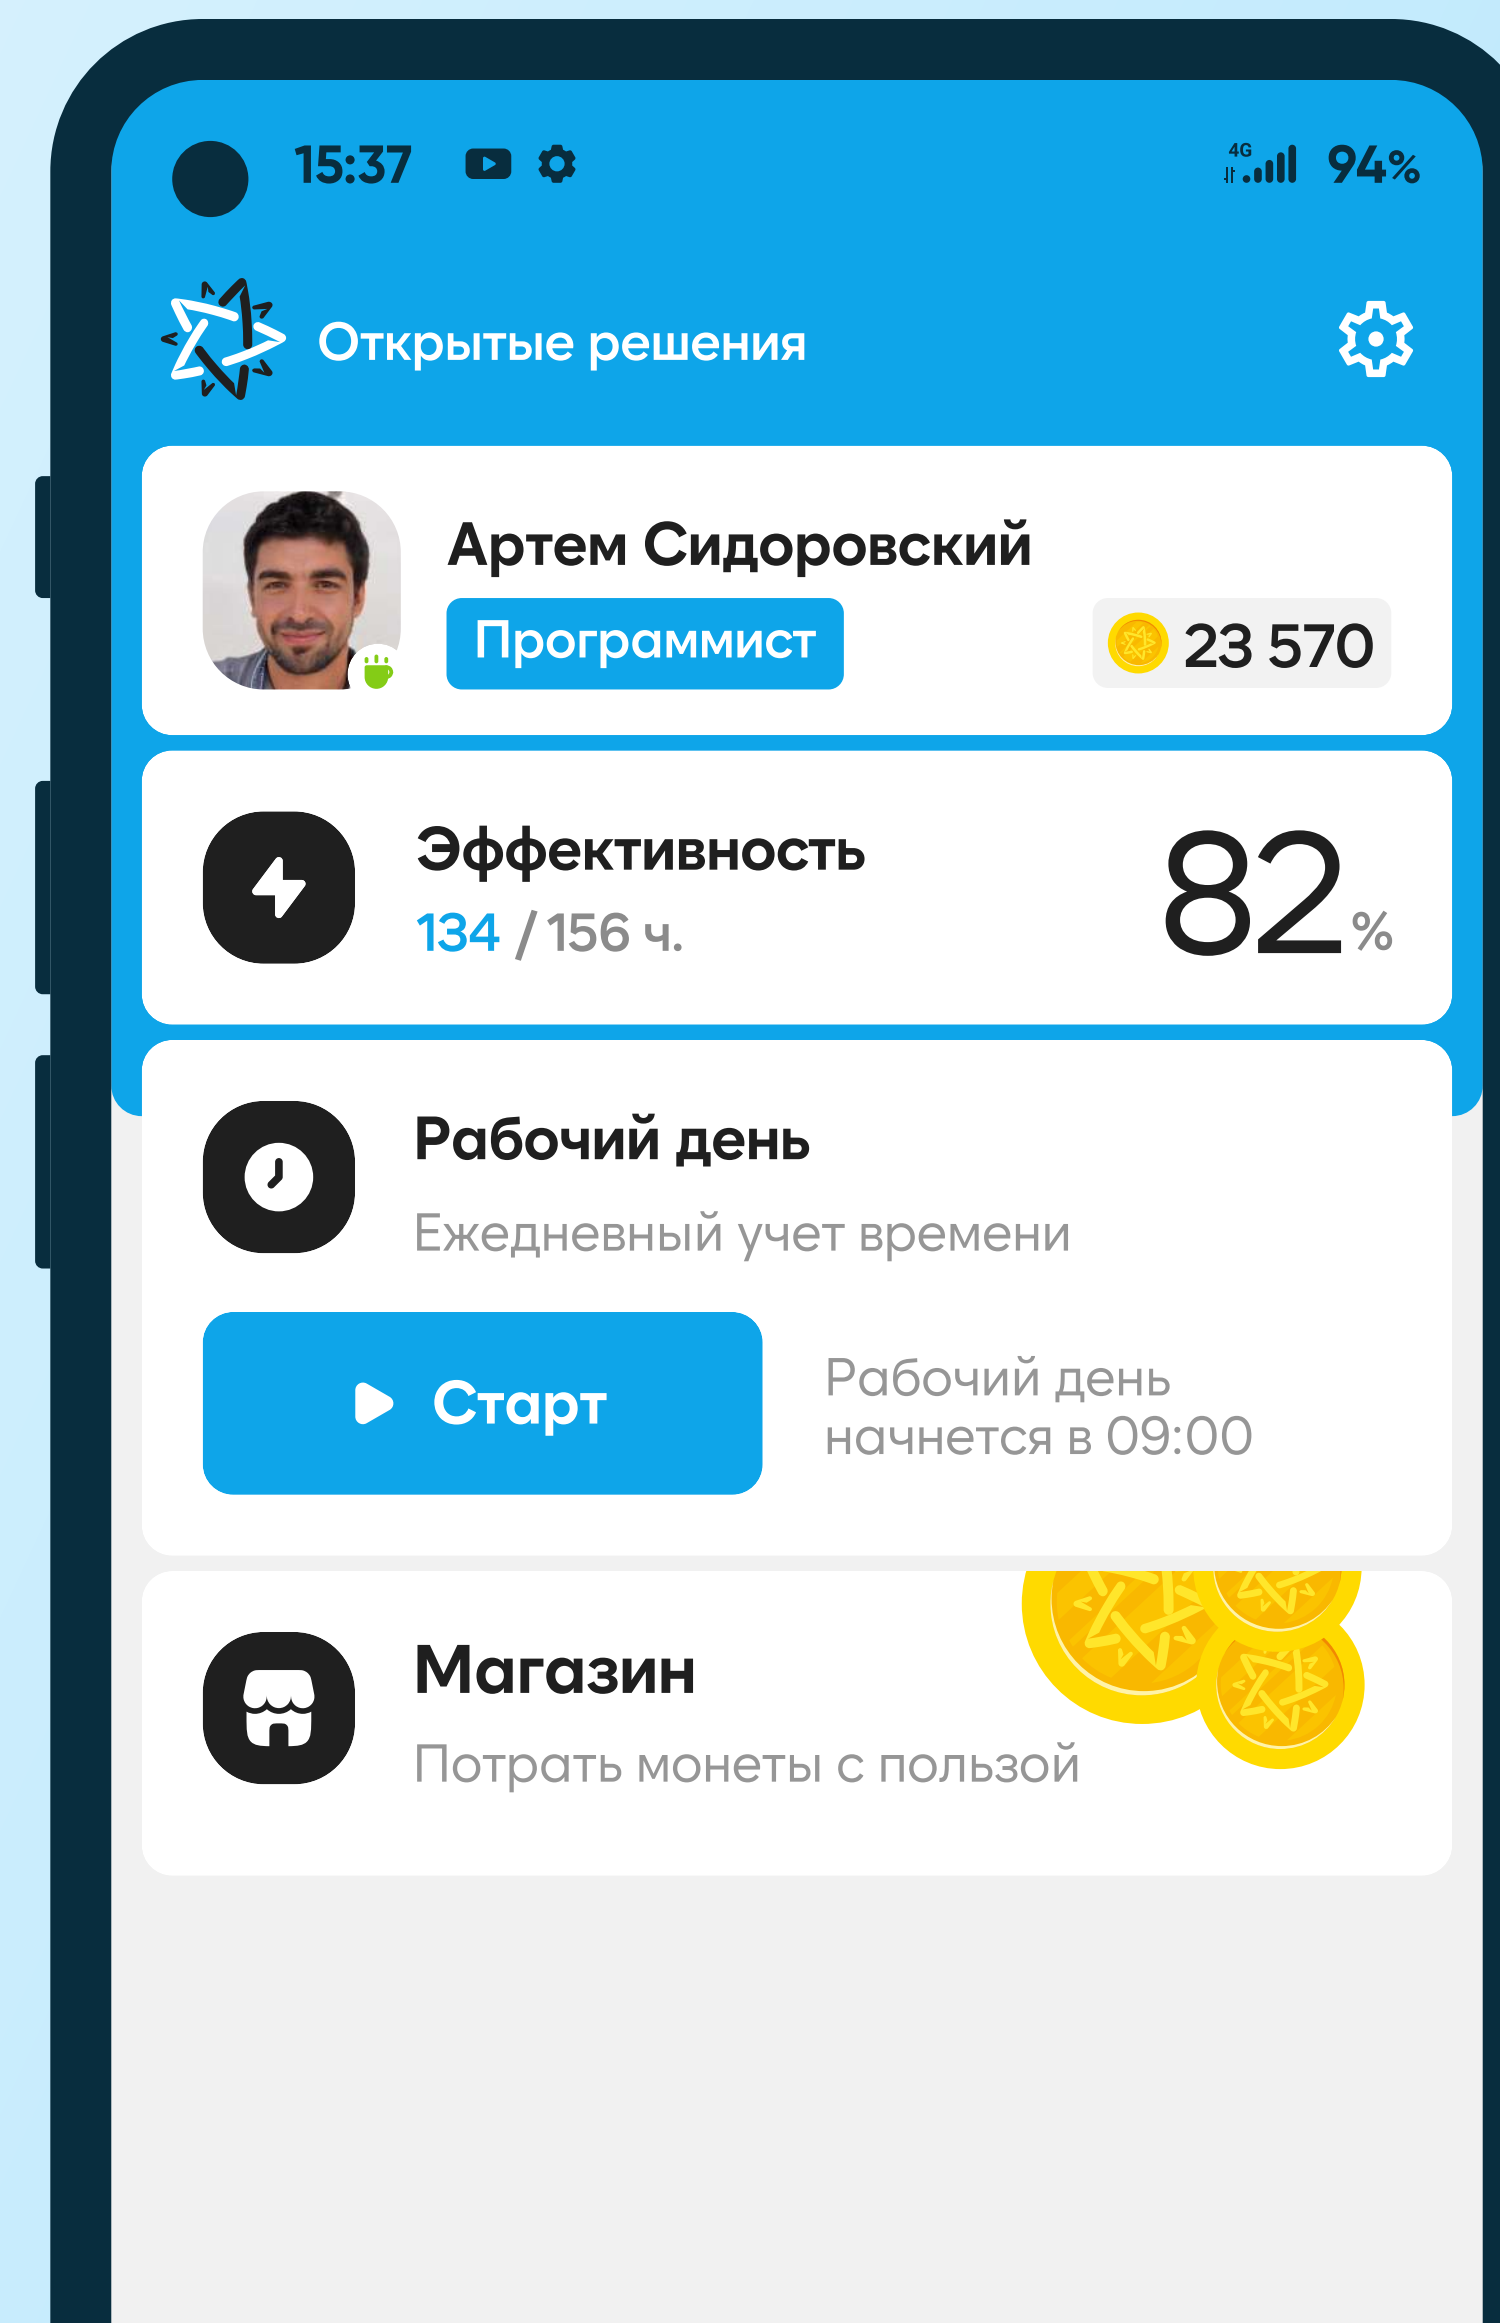 15:37
4G
94%
Открытые решения
Артем Сидоровский
Программист
23 570
Эффективность
134 / 156 ч.
82%
Рабочий день
Ежедневный учет времени
Старт
Рабочий день
начнется в 09:00
Магазин
Потрать монеты с пользой